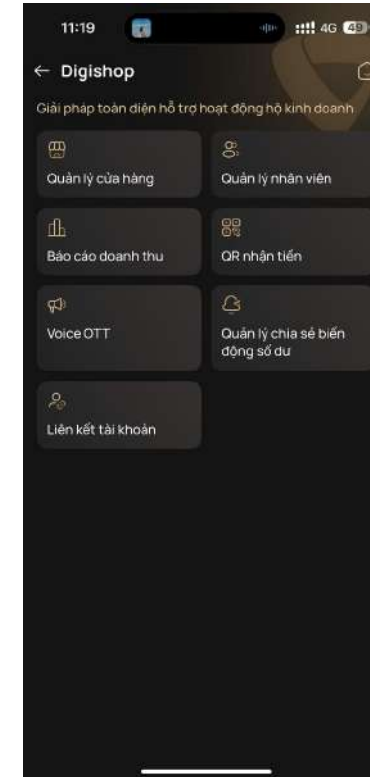 11:19
4G 49
Digishop
Giải pháp toàn diện hỗ trợ hoạt động hộ kinh doanh
Quản lý cửa hàng
Quản lý nhân viên
Báo cáo doanh thu
QR nhận tiền
Voice OTT
Quản lý chia sẻ biến
động số dư
Liên kết tài khoản